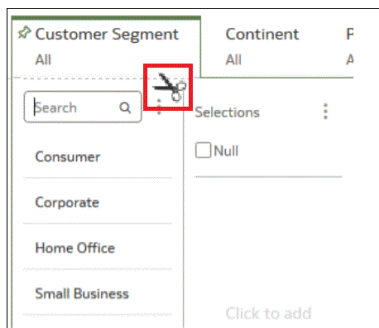 Customer Segment
All
Continent
All
P
A
Search
Selections
Null
Consumer
Corporate
Home Office
Small Business
Click to add